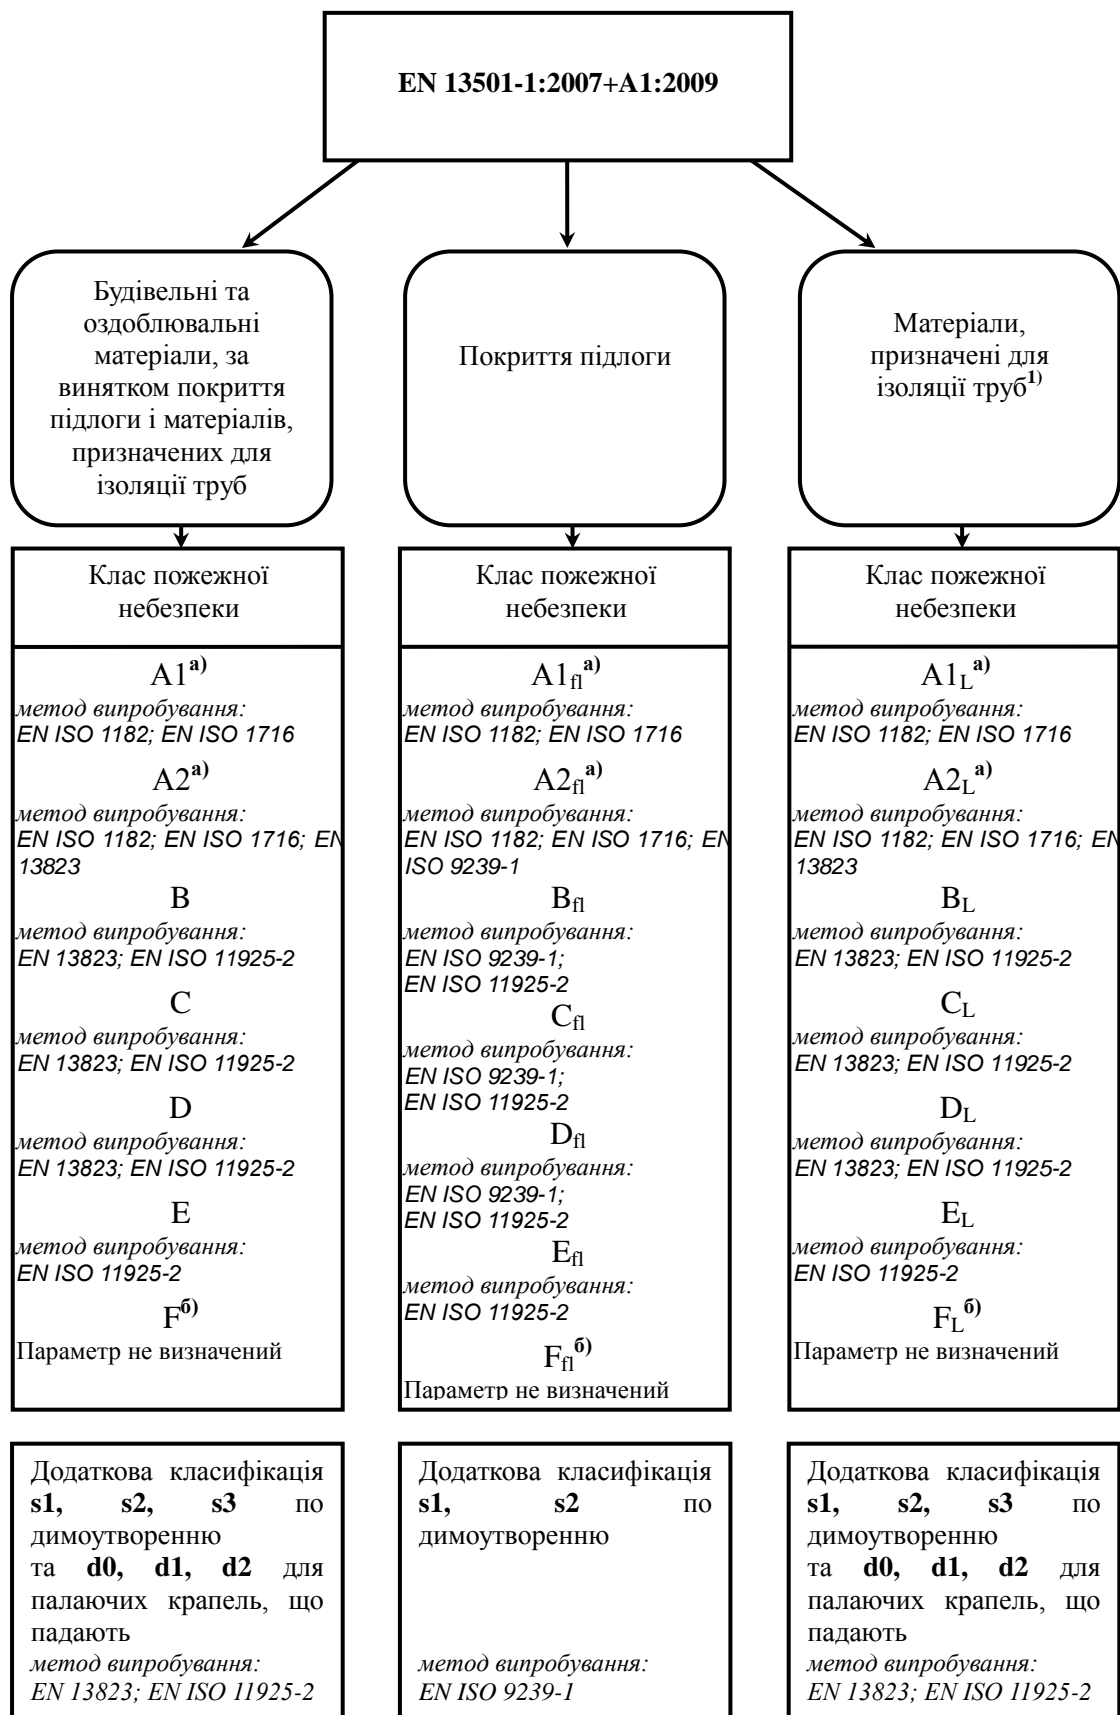 EN 13501-1:2007+A1:2009
Будівельні та
оздоблювальні
матеріали, за
винятком покриття
підлоги і матеріалів,
призначених для
ізоляції труб
Покриття підлоги
Матеріали,
призначені для
ізоляції труб1)
Клас пожежної
небезпеки
A1а)
метод випробування:
EN ISO 1182; EN ISO 1716
A2а)
метод випробування:
EN ISO 1182; EN ISO 1716; EN
13823
B
метод випробування:
EN 13823; EN ISO 11925-2
C
метод випробування:
EN 13823; EN ISO 11925-2
D
метод випробування:
EN 13823; EN ISO 11925-2
E
метод випробування:
EN ISO 11925-2
Fб)
Параметр не визначений
Клас пожежної
небезпеки
A1flа)
метод випробування:
EN ISO 1182; EN ISO 1716
A2flа)
метод випробування:
EN ISO 1182; EN ISO 1716; EN
ISO 9239-1
Bfl
метод випробування:
EN ISO 9239-1;
EN ISO 11925-2
Cfl
метод випробування:
EN ISO 9239-1;
EN ISO 11925-2
Dfl
метод випробування:
EN ISO 9239-1;
EN ISO 11925-2
Efl
метод випробування:
EN ISO 11925-2
Fflб)
Параметр не визначений
Клас пожежної
небезпеки
A1Lа)
метод випробування:
EN ISO 1182; EN ISO 1716
A2Lа)
метод випробування:
EN ISO 1182; EN ISO 1716; EN
13823
BL
метод випробування:
EN 13823; EN ISO 11925-2
CL
метод випробування:
EN 13823; EN ISO 11925-2
DL
метод випробування:
EN 13823; EN ISO 11925-2
EL
метод випробування:
EN ISO 11925-2
FLб)
Параметр не визначений
Додаткова класифікація
s1, s2, s3 по
димоутворенню
та d0, d1, d2 для
палаючих крапель, що
падають
метод випробування:
EN 13823; EN ISO 11925-2
Додаткова класифікація
s1, s2 по
димоутворенню
метод випробування:
EN ISO 9239-1
Додаткова класифікація
s1, s2, s3 по
димоутворенню
та d0, d1, d2 для
палаючих крапель, що
падають
метод випробування:
EN 13823; EN ISO 11925-2